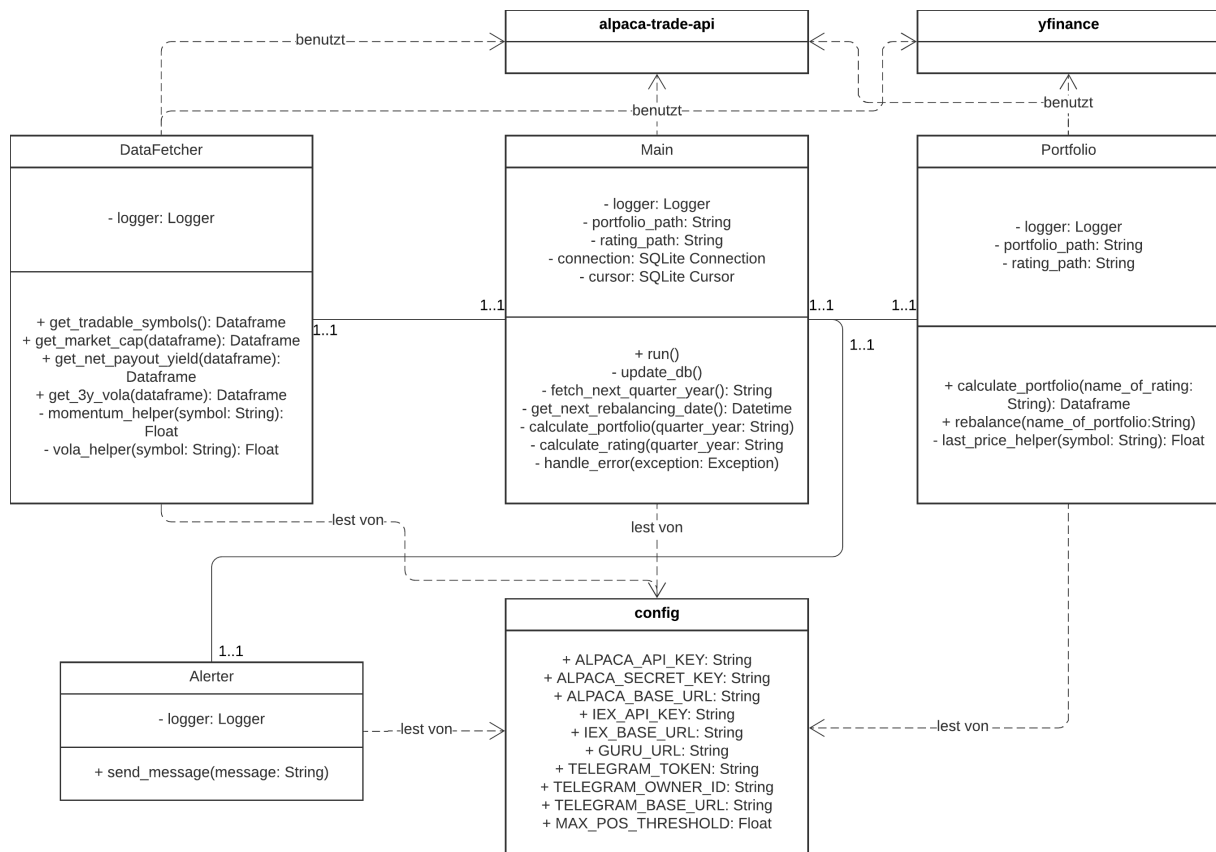 alpaca-trade-api
yfinance
benutzt
benutzt
benutzt
DataFetcher
- logger: Logger
+ get_tradable_symbols(): Dataframe
+ get_market_cap(dataframe): Dataframe
+ get_net_payout_yield(dataframe):
Dataframe
+ get_3y_vola(dataframe): Dataframe
- momentum_helper(symbol: String):
Float
- vola_helper(symbol: String): Float
Main
- logger: Logger
- portfolio_path: String
- rating_path: String
- connection: SQLite Connection
- cursor: SQLite Cursor
+ run()
- update_db()
- fetch_next_quarter_year(): String
- get_next_rebalancing_date(): Datetime
- calculate_portfolio(quarter_year: String)
- calculate_rating(quarter_year: String
- handle_error(exception: Exception)
Portfolio
- logger: Logger
- portfolio_path: String
- rating_path: String
+ calculate_portfolio(name_of_rating:
String): Dataframe
+ rebalance(name_of_portfolio:String)
- last_price_helper(symbol: String): Float
1..1
1..1
1..1
1..1
1..1
lest von
lest von
1..1
Alerter
- logger: Logger
+ send_message(message: String)
lest von
config
+ ALPACA_API_KEY: String
+ ALPACA_SECRET_KEY: String
+ ALPACA_BASE_URL: String
+ IEX_API_KEY: String
+ IEX_BASE_URL: String
+ GURU_URL: String
+ TELEGRAM_TOKEN: String
+ TELEGRAM_OWNER_ID: String
+ TELEGRAM_BASE_URL: String
+ MAX_POS_THRESHOLD: Float
lest von